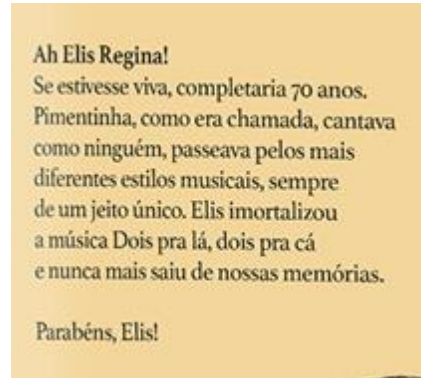 Ah Elis Regina!
Se estivesse viva, completaria 70 anos.
Pimentinha, como era chamada, cantava
como ninguém, passeava pelos mais
diferentes estilos musicais, sempre
de um jeito único. Elis imortalizou
a música Dois pra lá, dois pra cá
e nunca mais saiu de nossas memórias.
Parabéns, Elis!